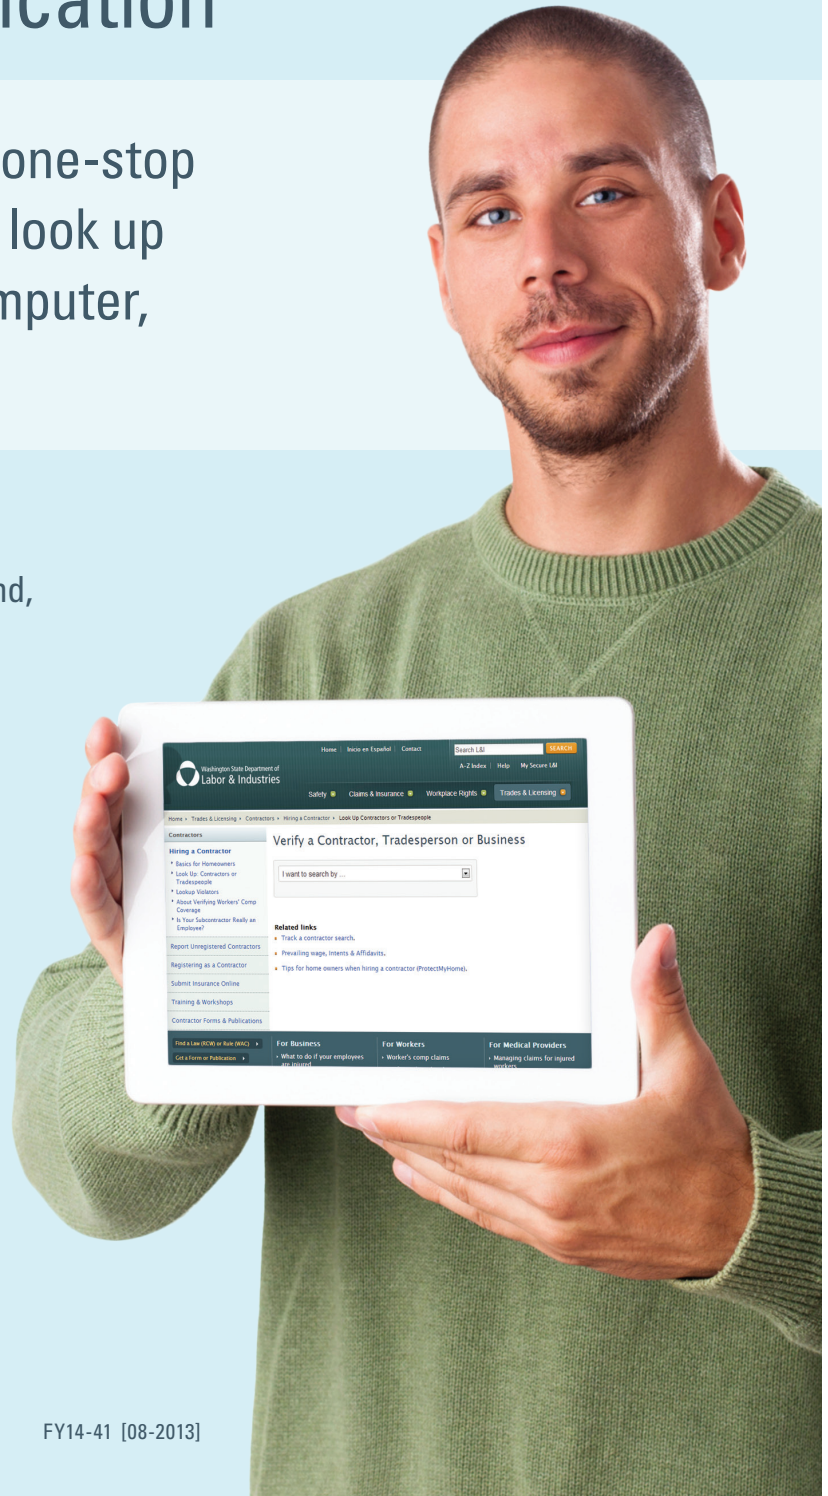 ication
one-stop
look up
mputer,
nd,
Home | Inicio en Español | Contact
Search L&I
SEARCH
A-Z Index | Help My Secure L&I
Washington State Department of
Labor & Industries
Safety Claims & Insurance Workplace Rights Trades & Licensing
Home > Trades & Licensing > Contractors > Hiring a Contractor > Look Up Contractors or Tradespeople
Contractors
Hiring a Contractor
Basics for Homeowners
Look Up: Contractors or
Tradespeople
Lookup Violators
About Verifying Workers' Comp
Coverage
Is Your Subcontractor Really an
Employee?
Report Unregistered Contractors
Registering as a Contractor
Submit Insurance Online
Training & Workshops
Contractor Forms & Publications
Find a Law (RCW) or Rule (WAC)
Get a Form or Publication
Verify a Contractor, Tradesperson or Business
I want to search by ...
Related links
Track a contractor search.
Prevailing wage, Intents & Affidavits.
Tips for home owners when hiring a contractor (ProtectMyHome).
For Business
What to do if your employees
are injured
For Workers
Worker's comp claims
For Medical Providers
Managing claims for injured
workers
FY14-41 [08-2013]